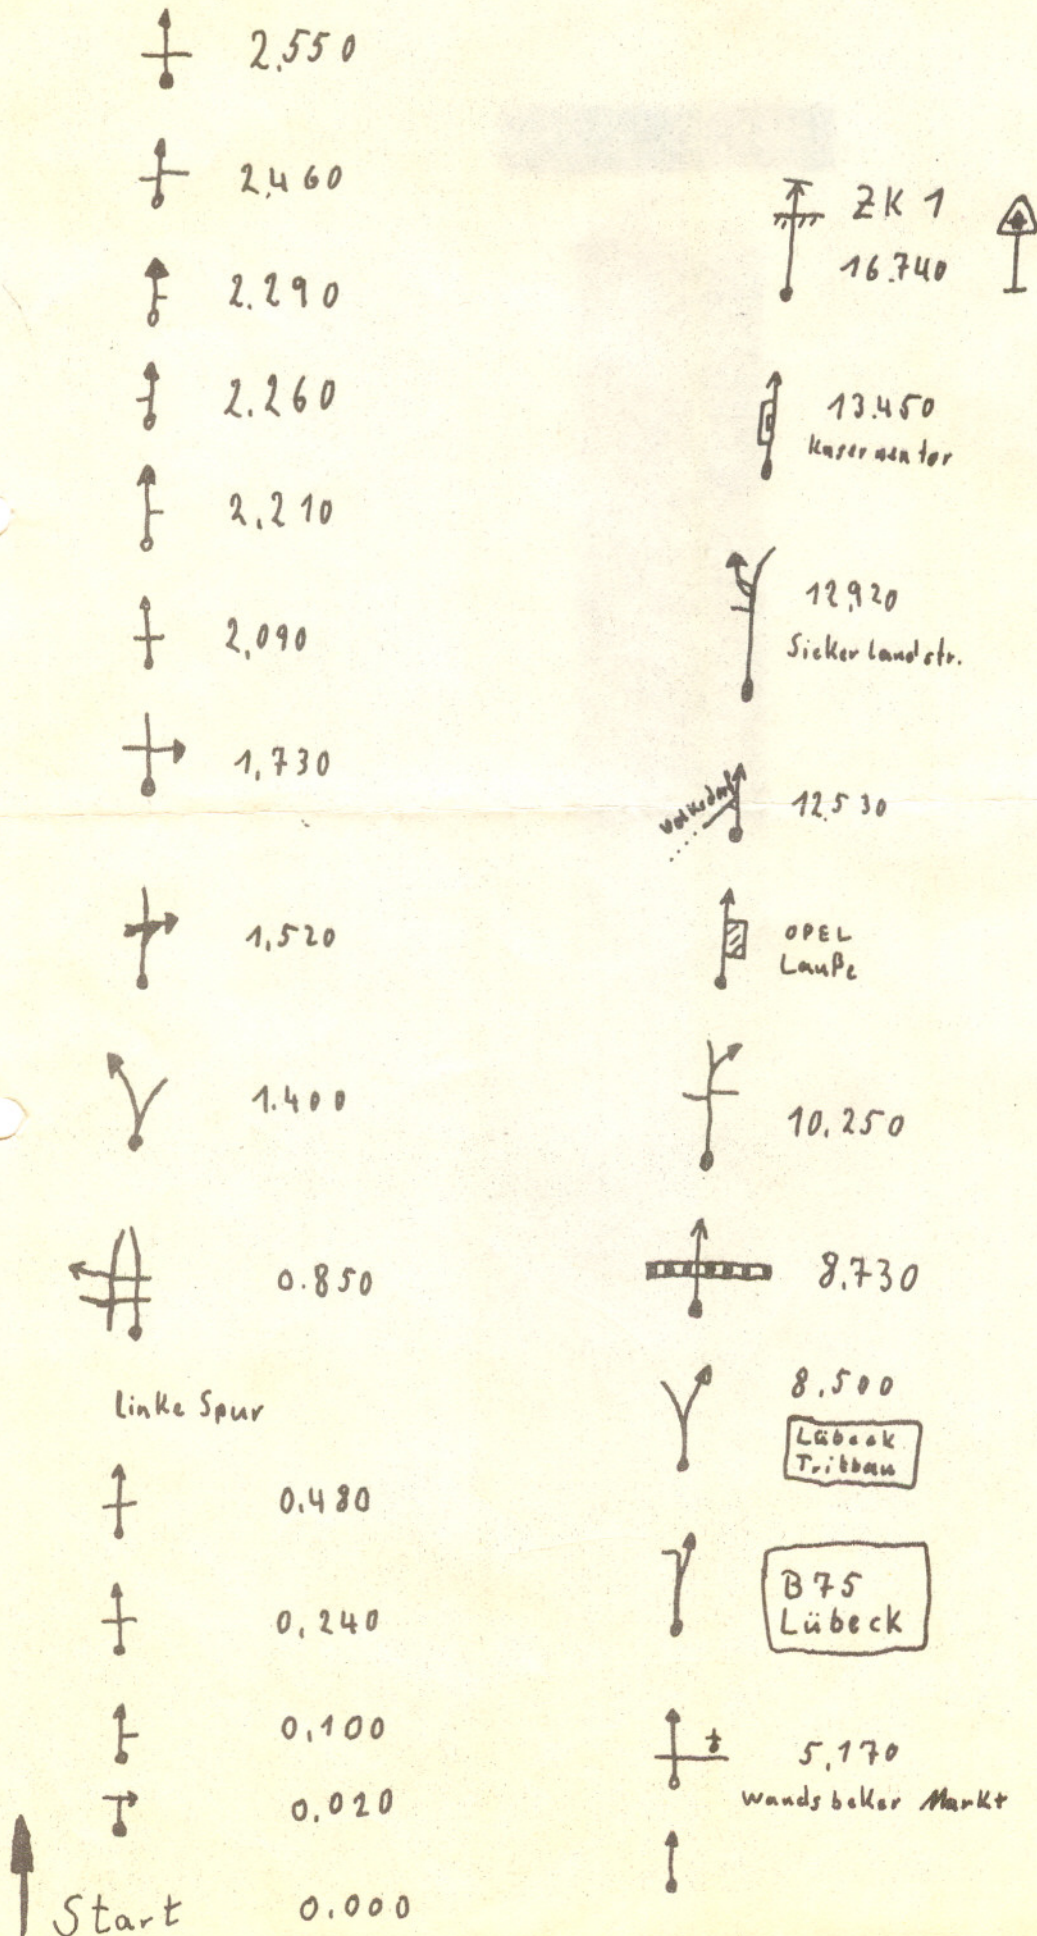 2,550
2,460
2.290
2.260
2,210
2,090
1,730
1,520
1.400
0.850
Linke Spur
0.480
0,240
0,100
0,020
Start 0.000
ZK 1
16.740
13.450
Kasernentor
12,920
Sieker Landstr.
Volksdorf
12.530
OPEL
Lauße
10.250
8.730
8.500
Lübeck
Trittau
B75
Lübeck
5,170
Wandsbeker Markt